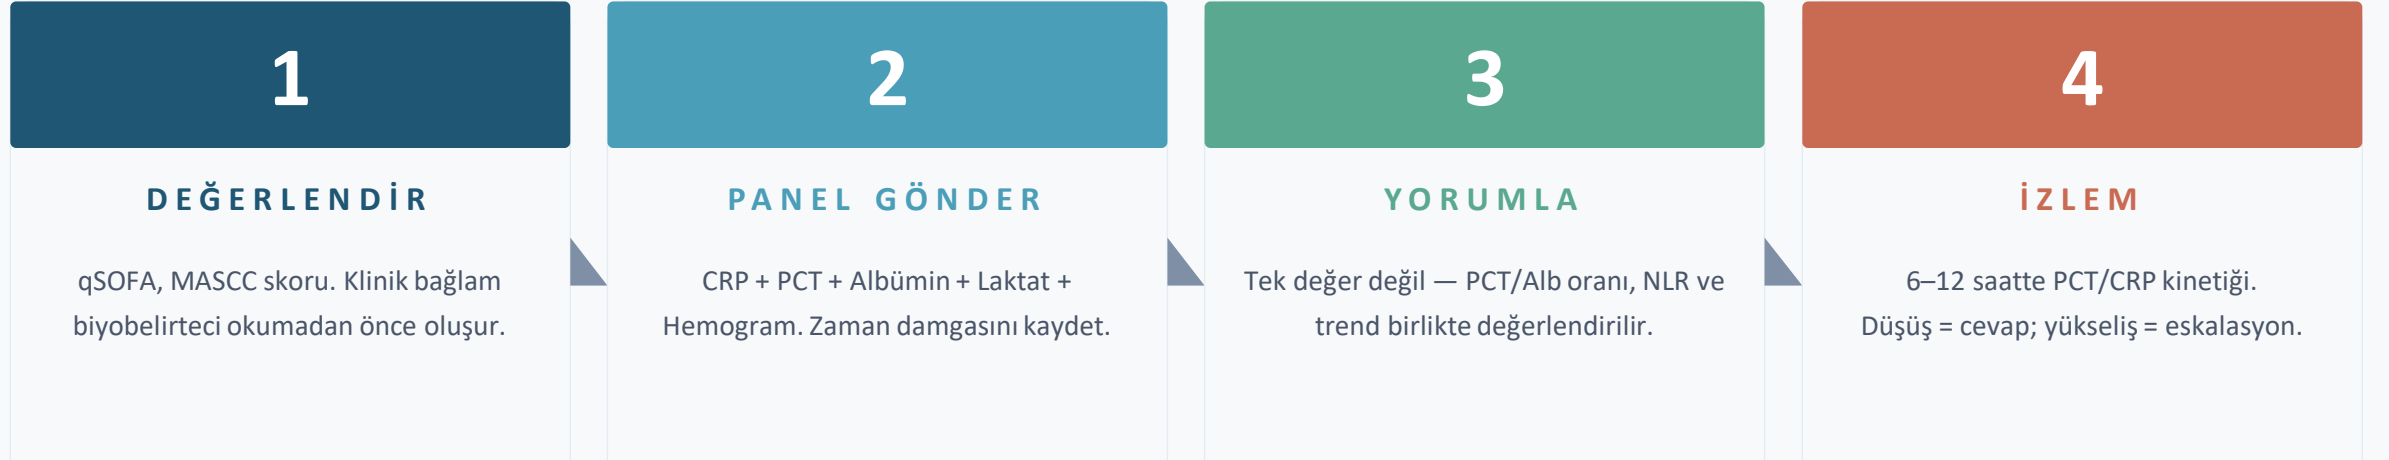 1
DEĞERLENDİR
qSOFA, MASCC skoru. Klinik bağlam
biyobelirteci okumadan önce oluşur.
2
PANEL GÖNDER
CRP + PCT + Albümin + Laktat +
Hemogram. Zaman damgasını kaydet.
3
YORUMLA
Tek değer değil — PCT/Alb oranı, NLR ve
trend birlikte değerlendirilir.
4
İZLEM
6–12 saatte PCT/CRP kinetiği.
Düşüş = cevap; yükseliş = eskalasyon.